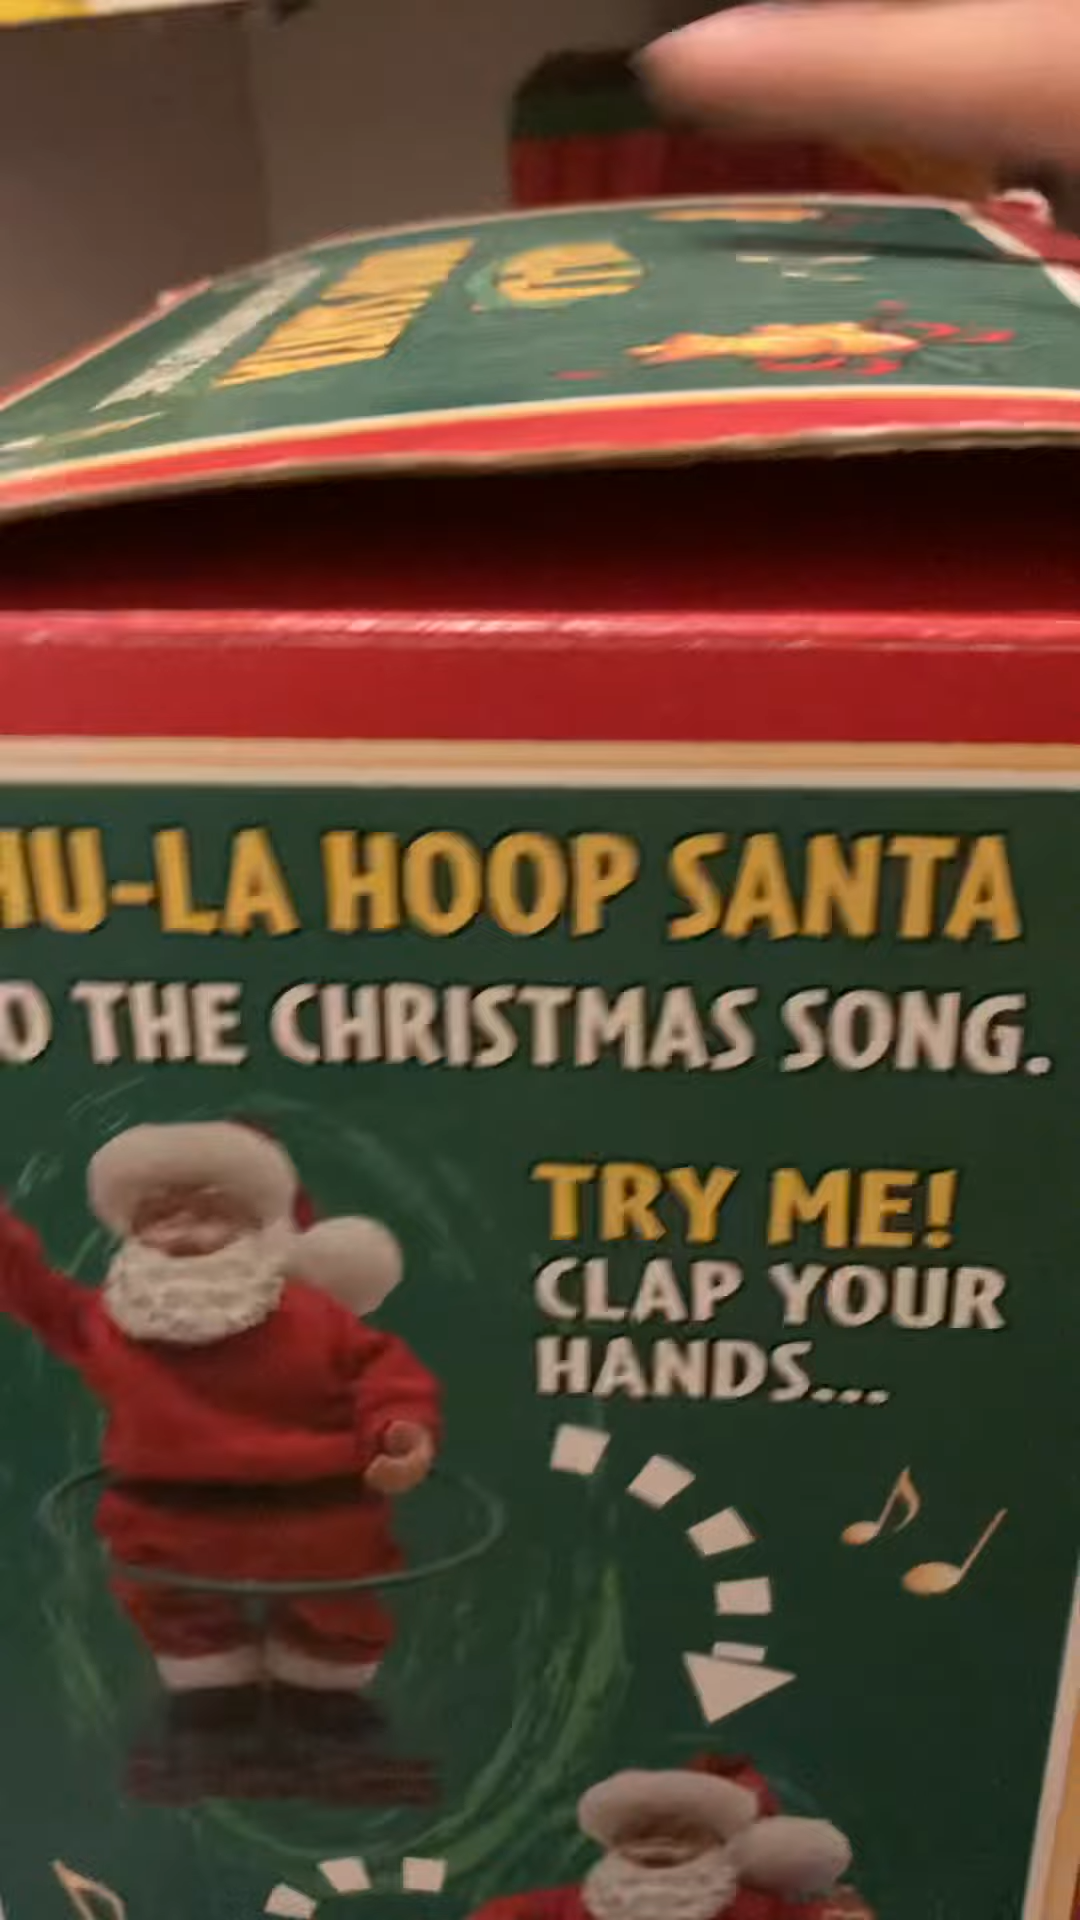 HU-LA HOOP SANTA
O THE CHRISTMAS SONG.
TRY ME!
CLAP YOUR
HANDS...